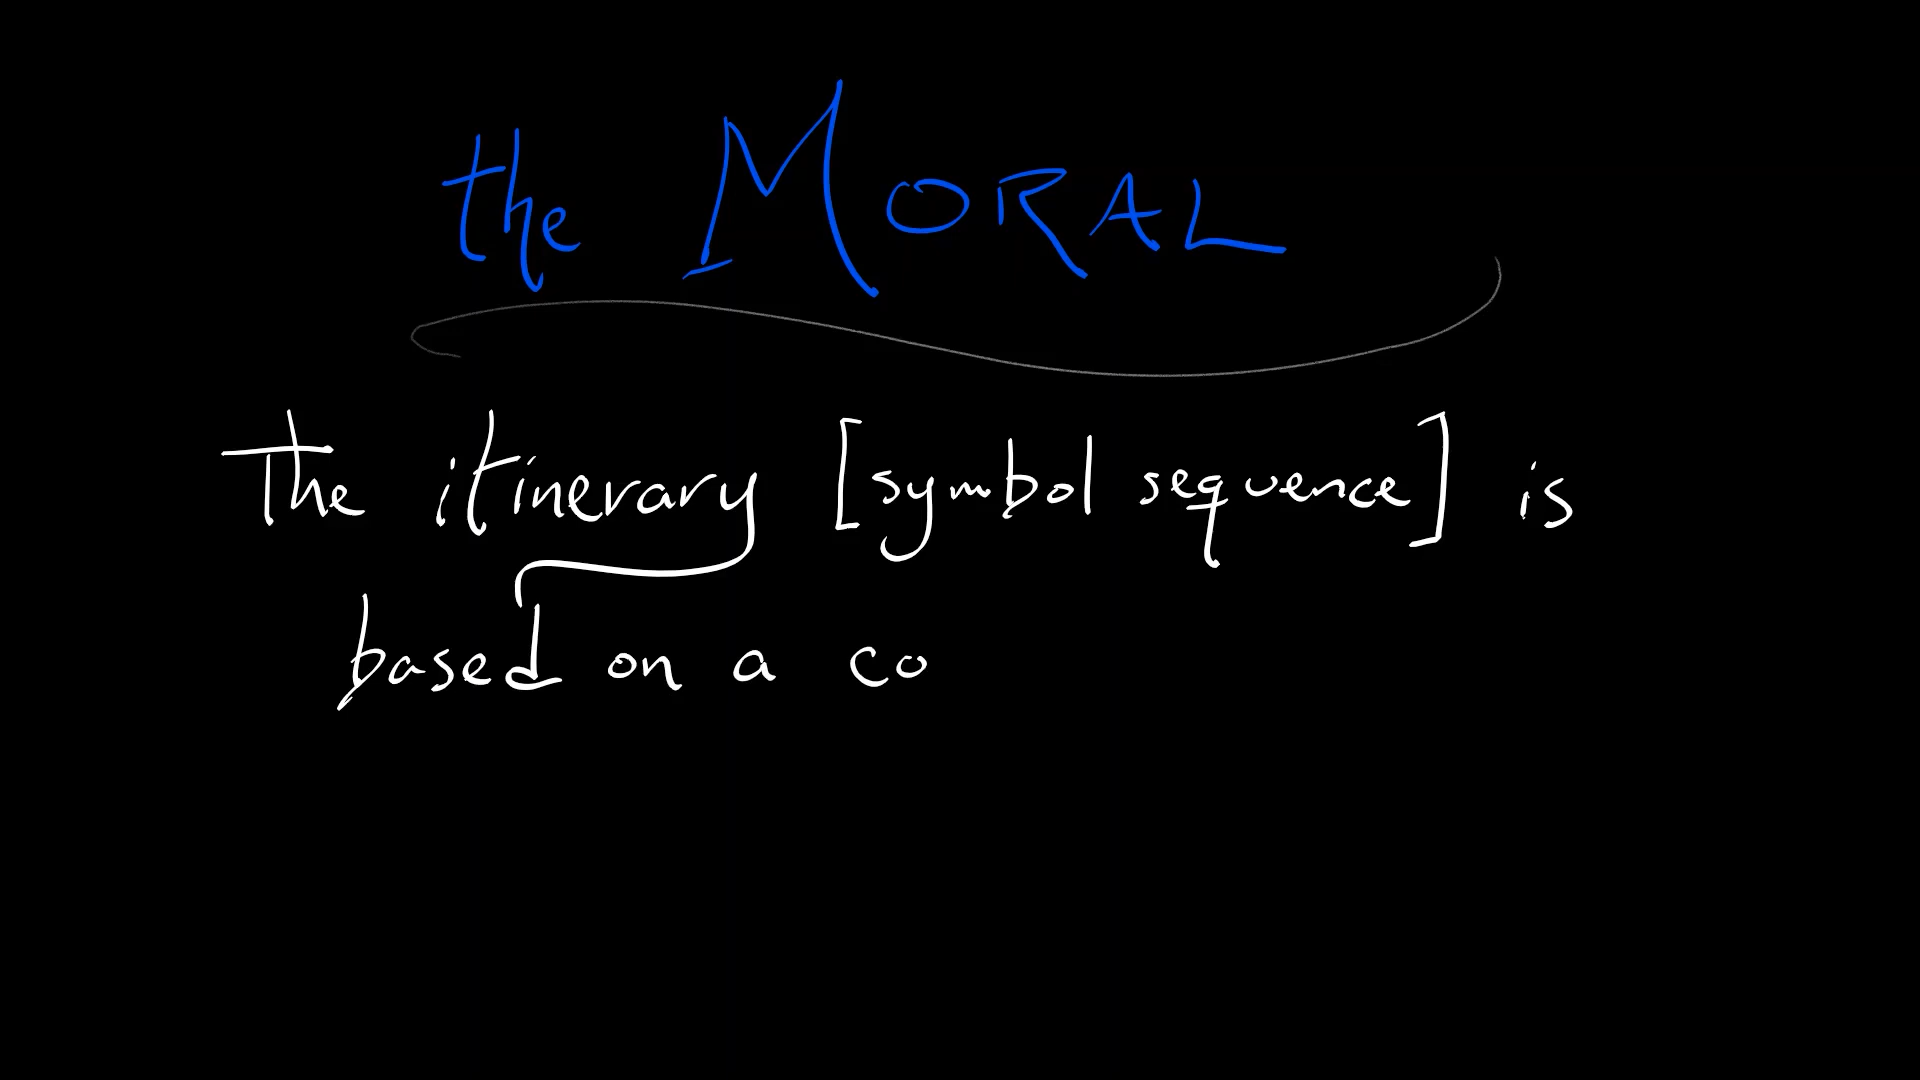 the MORAL
The itinerary [symbol sequence] is
based on a co